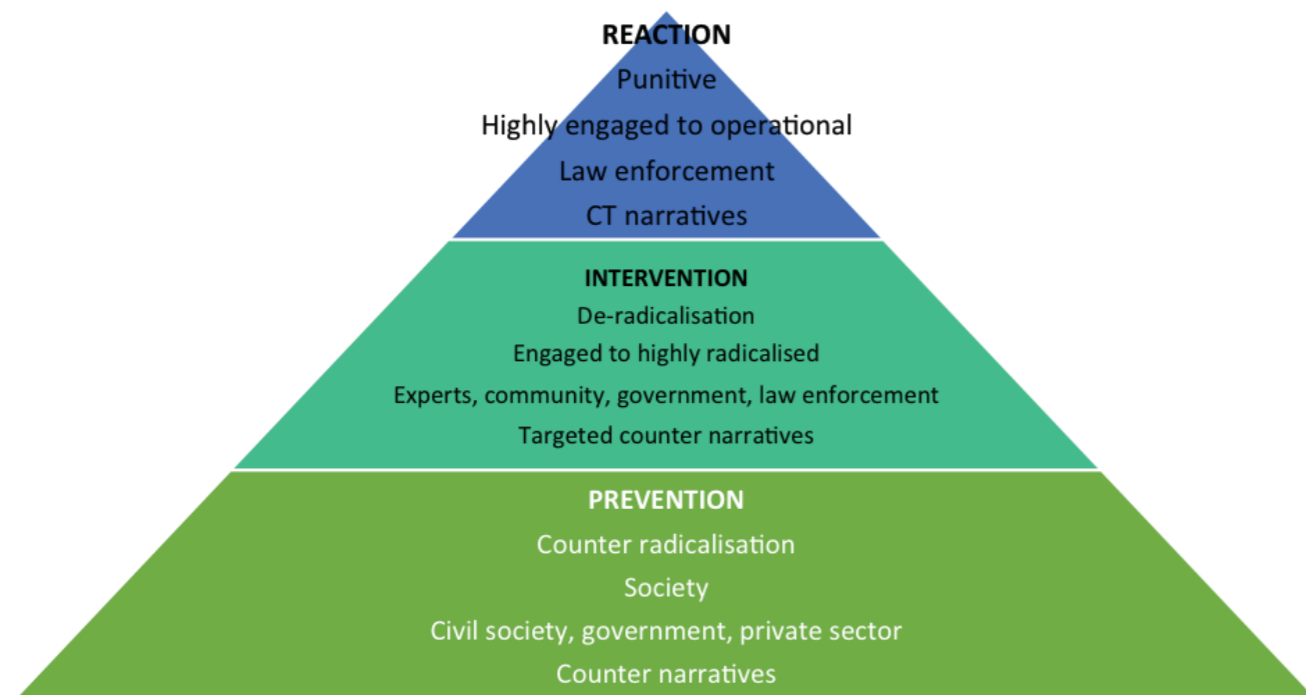 REACTION
Punitive
Highly engaged to operational
Law enforcement
CT narratives
INTERVENTION
De-radicalisation
Engaged to highly radicalised
Experts, community, government, law enforcement
Targeted counter narratives
PREVENTION
Counter radicalisation
Society
Civil society, government, private sector
Counter narratives